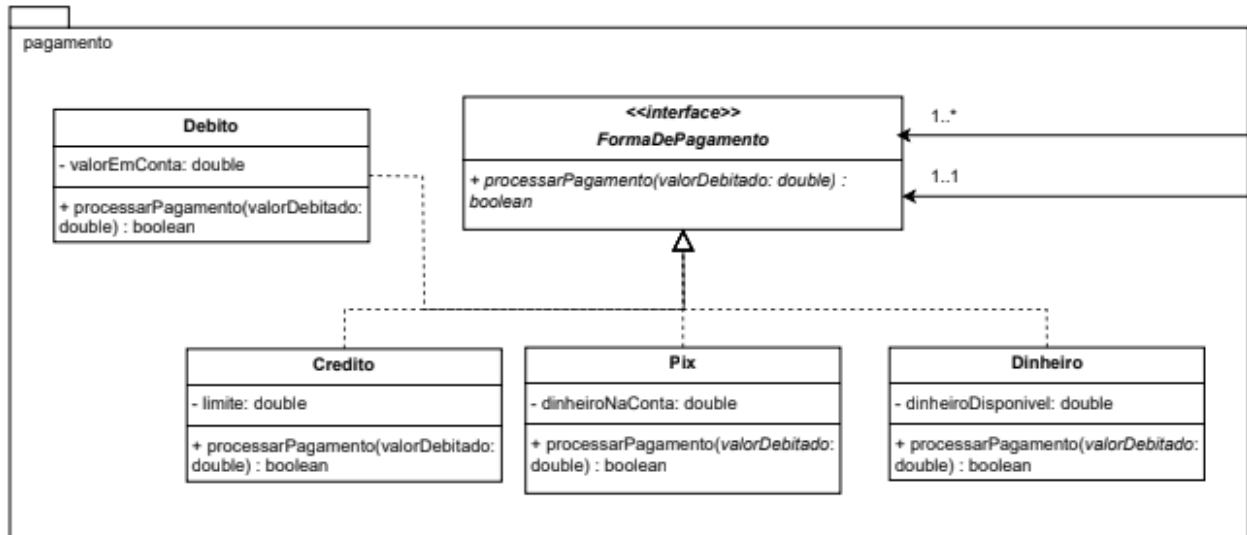 pagamento
Debito
- valorEmConta: double
+ processarPagamento(valorDebitado:
double) : boolean
<<interface>>
FormaDePagamento
+ processarPagamento(valorDebitado: double) :
boolean
1..*
1..1
Credito
- limite: double
+ processarPagamento(valorDebitado:
double) : boolean
Pix
- dinheiroNaConta: double
+ processarPagamento(valorDebitado:
double) : boolean
Dinheiro
- dinheiroDisponivel: double
+ processarPagamento(valorDebitado:
double) : boolean